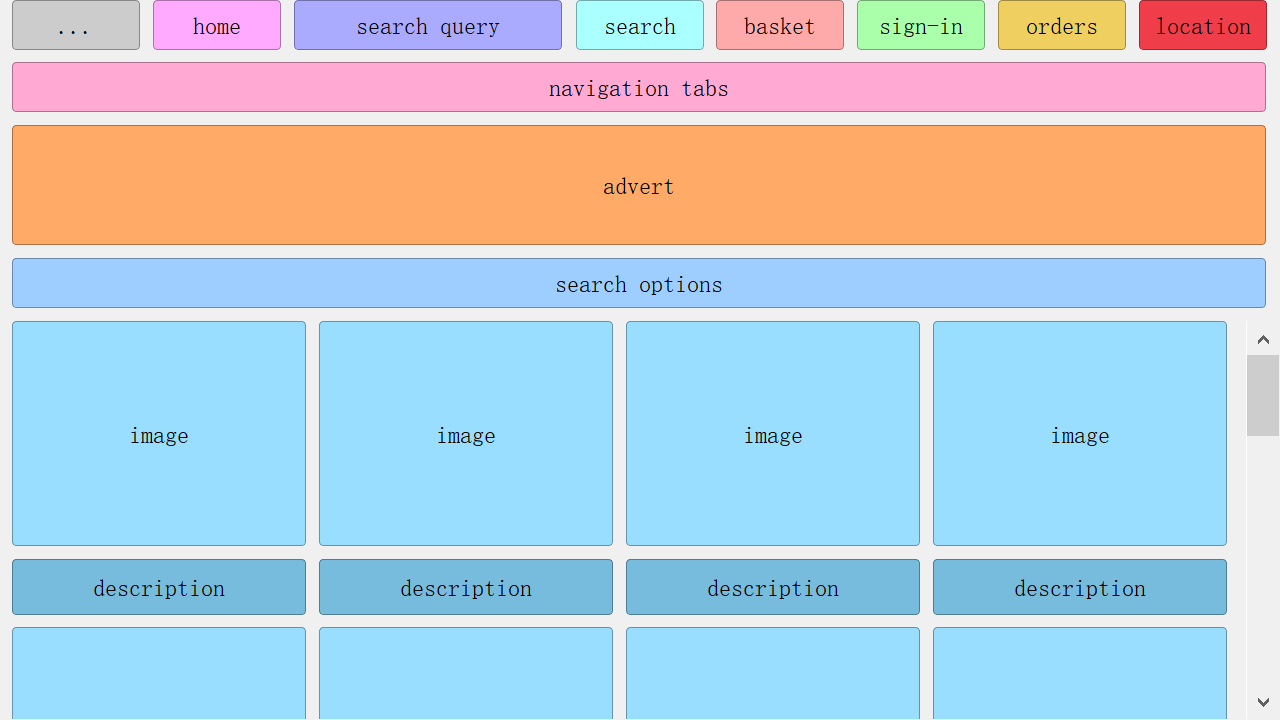 ... home search query search basket sign-in orders location
navigation tabs
advert
search options
image image image image
description description description description